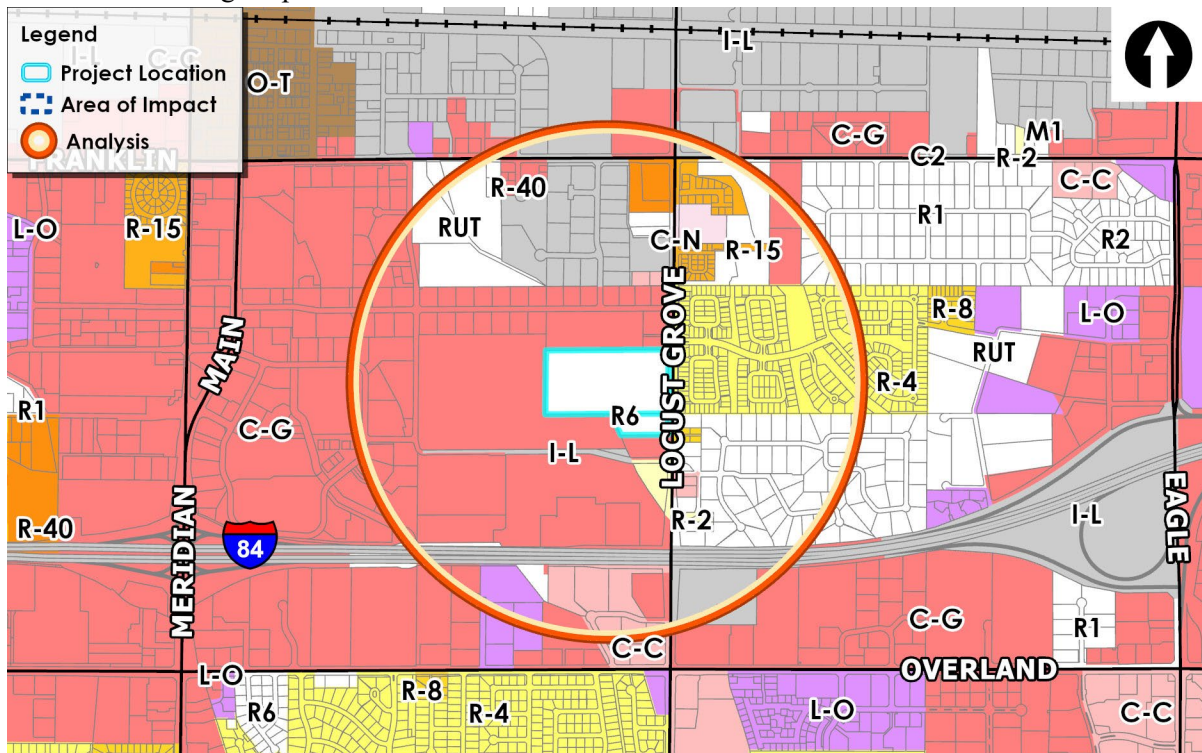 Legend
I-L
C-C
Project Location
O-T
Area of Impact
Analysis
I-L
FRANKLIN
C-G
M1
C2
R-2
C-C
R-40
L-O
R-15
RUT
R1
R2
C-N
R-15
LOCUST GROVE
R-8
L-O
RUT
MAIN
R-4
R1
R6
C-G
I-L
R-40
R-2
I-L
EAGLE
84
MERIDIAN
C-G
R1
C-C
L-O
OVERLAND
R-8
R6
R-4
L-O
C-C